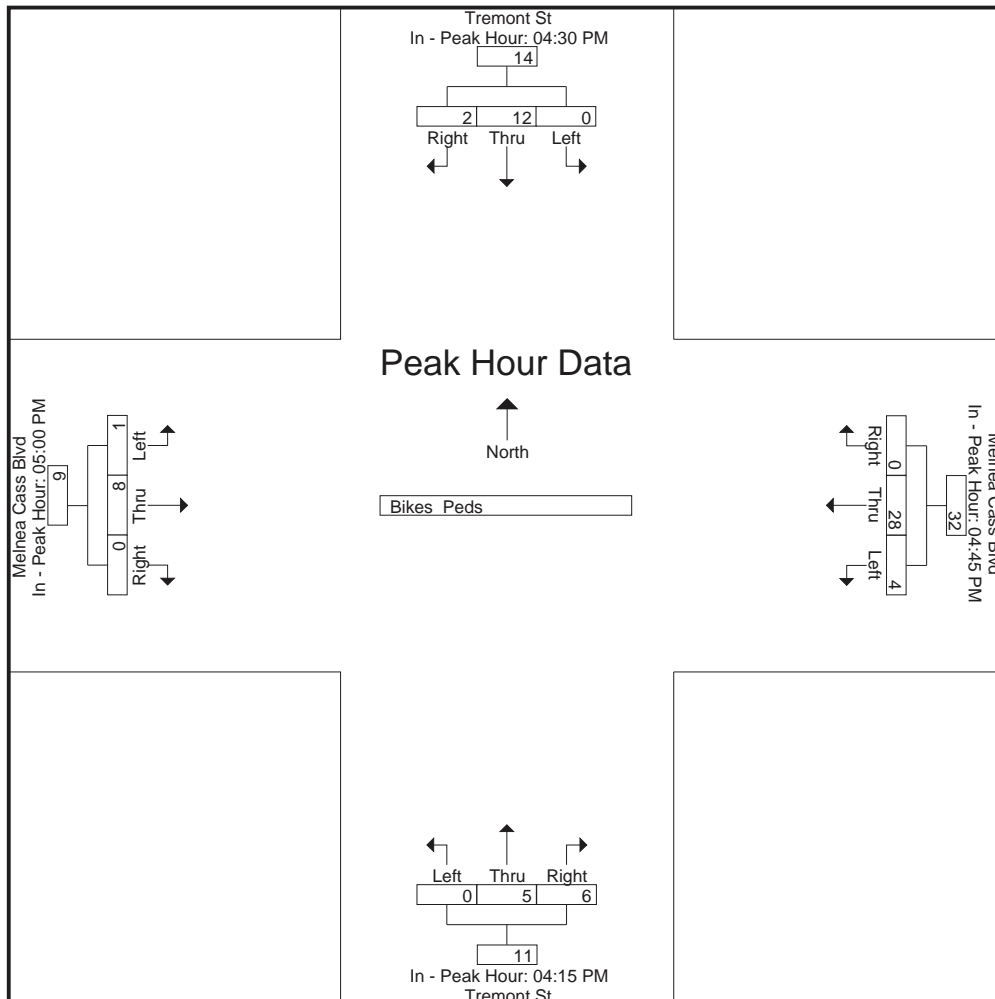 Tremont St
In - Peak Hour: 04:30 PM
14
2 12 0
Right Thru Left
Peak Hour Data
North
Bikes Peds
Melnea Cass Blvd
In - Peak Hour: 05:00 PM
9
1 8 0
Left Thru Right
Melnea Cass Blvd
In - Peak Hour: 04:45 PM
32
0 28 4
Right Thru Left
Left Thru Right
0 5 6
11
In - Peak Hour: 04:15 PM
Tremont St